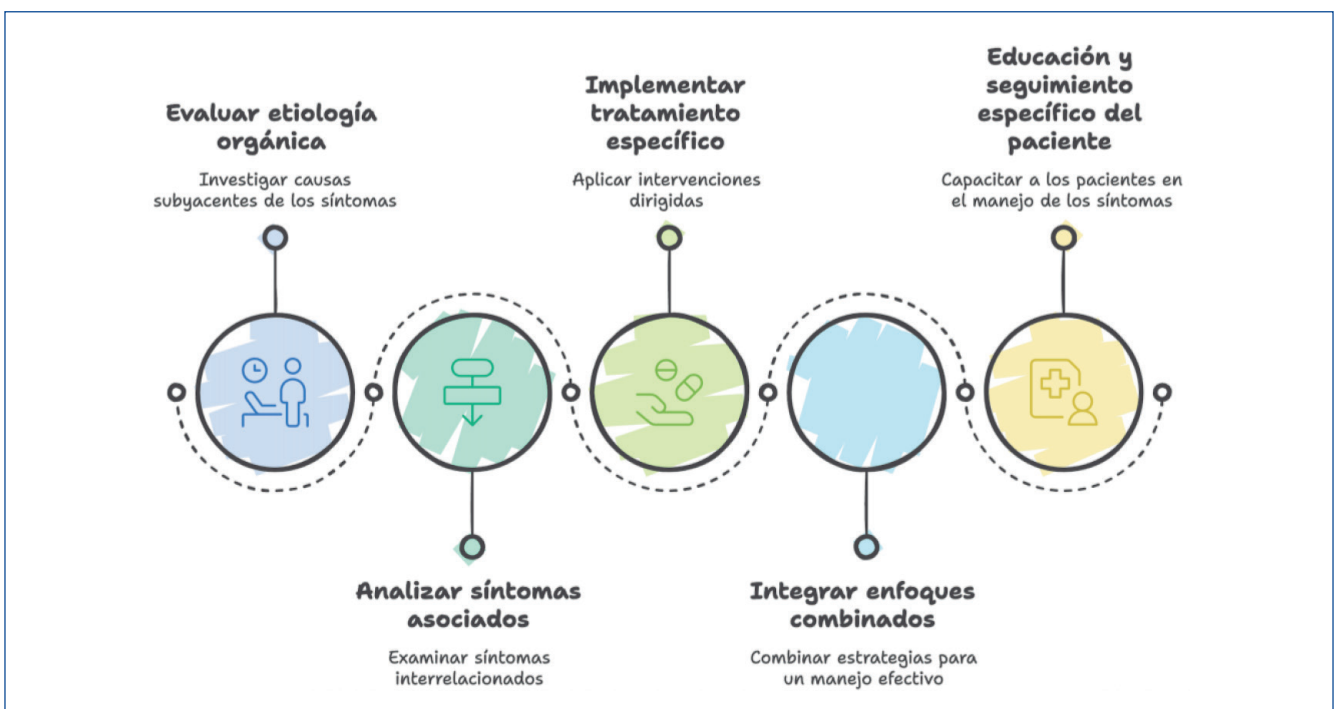 Evaluar etiología
orgánica
Investigar causas
subyacentes de los síntomas
Analizar síntomas
asociados
Examinar síntomas
interrelacionados
Implementar
tratamiento
específico
Aplicar intervenciones
dirigidas
Integrar enfoques
combinados
Combinar estrategias para
un manejo efectivo
Educación y
seguimiento
específico del
paciente
Capacitar a los pacientes en
el manejo de los síntomas